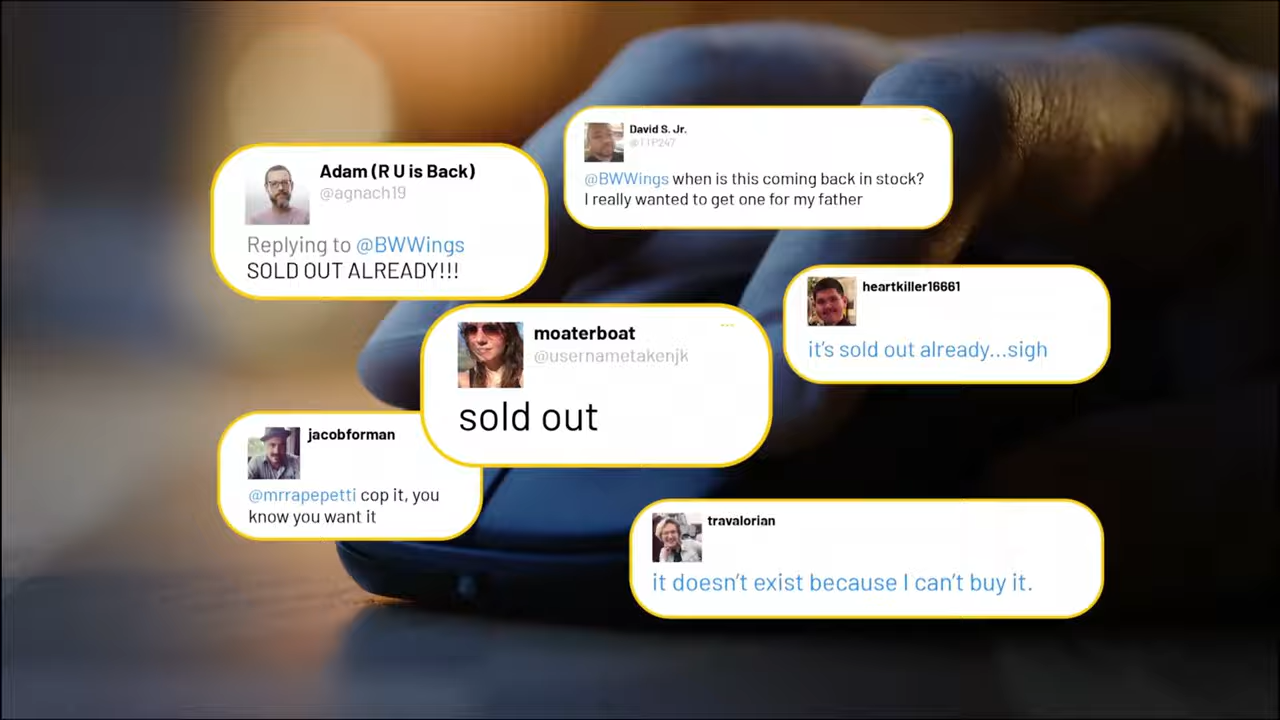 Adam (R U is Back)
@agnach19
Replying to @BWWings
SOLD OUT ALREADY!!!
David S. Jr.
@TTP247
@BWWings when is this coming back in stock?
I really wanted to get one for my father
heartkiller16661
it's sold out already...sigh
moaterboat
@usernametakenjk
sold out
jacobforman
@mrrapepetti cop it, you
know you want it
travalorian
it doesn't exist because I can't buy it.